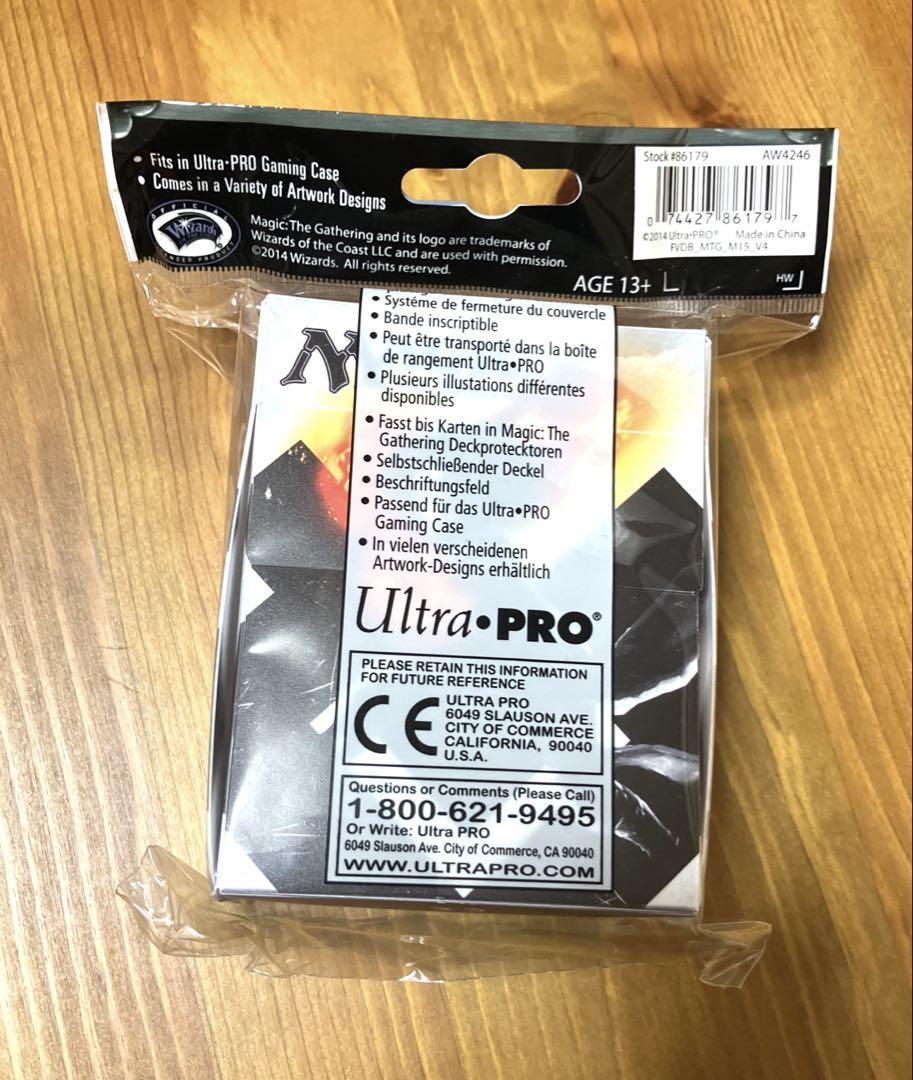 • Fits in Ultra•PRO Gaming Case
• Comes in a Variety of Artwork Designs
OFFICIAL
Wizards
LICENSED PRODUCT
Magic: The Gathering and its logo are trademarks of
Wizards of the Coast LLC and are used with permission.
©2014 Wizards. All rights reserved.
Stock #86179 AW4246
0 74427 86179 7
©2014 Ultra•PRO® Made in China
FVDB_MTG_M15_V4
AGE 13+
HW
• Systéme de fermeture du couvercle
• Bande inscriptible
• Peut être transporté dans la boîte
de rangement Ultra•PRO
• Plusieurs illustations différentes
disponibles
• Fasst bis Karten in Magic: The
Gathering Deckprotecktoren
• Selbstschließender Deckel
• Beschriftungsfeld
• Passend für das Ultra•PRO
Gaming Case
• In vielen verscheidenen
Artwork-Designs erhältlich
Ultra•PRO®
PLEASE RETAIN THIS INFORMATION
FOR FUTURE REFERENCE
CE
ULTRA PRO
6049 SLAUSON AVE.
CITY OF COMMERCE
CALIFORNIA, 90040
U.S.A.
Questions or Comments (Please Call)
1-800-621-9495
Or Write: Ultra PRO
6049 Slauson Ave. City of Commerce, CA 90040
WWW.ULTRAPRO.COM